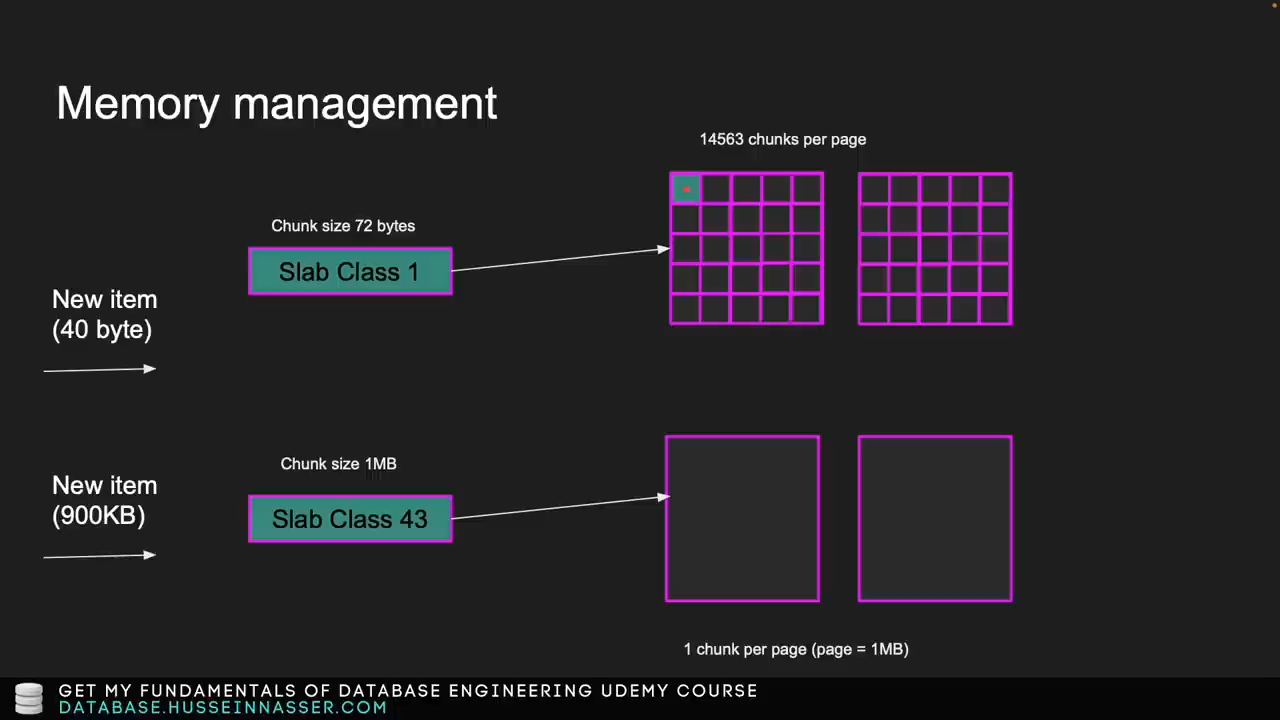 Memory management
14563 chunks per page
Chunk size 72 bytes
Slab Class 1
New item
(40 byte)
Chunk size 1MB
New item
(900KB)
Slab Class 43
1 chunk per page (page = 1MB)
GET MY FUNDAMENTALS OF DATABASE ENGINEERING UDEMY COURSE
DATABASE.HUSSEINNASSER.COM